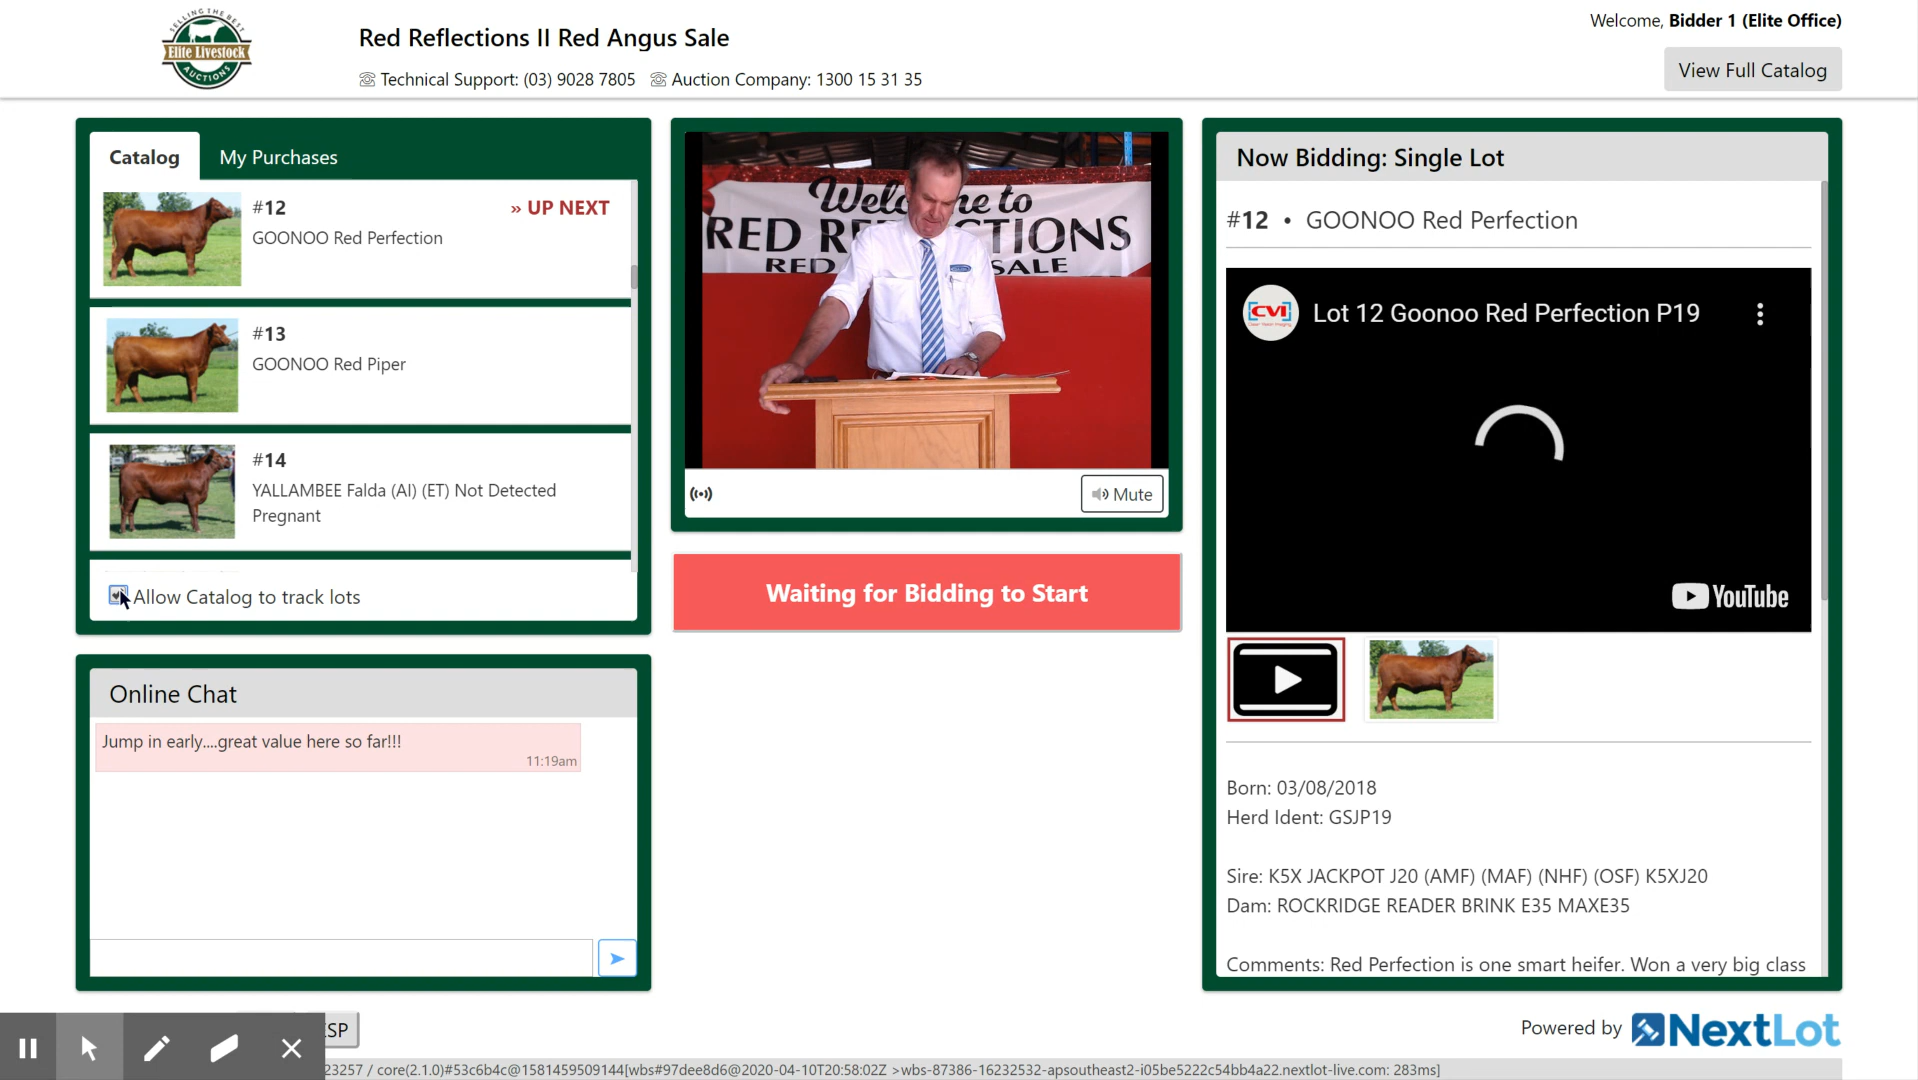 SELLING THE BEST
Elite Livestock
AUCTIONS
Red Reflections II Red Angus Sale
Technical Support: (03) 9028 7805 Auction Company: 1300 15 31 35
Welcome, Bidder 1 (Elite Office)
View Full Catalog
Catalog My Purchases
#12 » UP NEXT
GOONOO Red Perfection
#13
GOONOO Red Piper
#14
YALLAMBEE Falda (AI) (ET) Not Detected
Pregnant
Allow Catalog to track lots
Online Chat
Jump in early....great value here so far!!!
11:19am
RED
SALE
Mute
Waiting for Bidding to Start
Now Bidding: Single Lot
#12 • GOONOO Red Perfection
CVI
Lot 12 Goonoo Red Perfection P19
YouTube
Born: 03/08/2018
Herd Ident: GSJP19
Sire: K5X JACKPOT J20 (AMF) (MAF) (NHF) (OSF) K5XJ20
Dam: ROCKRIDGE READER BRINK E35 MAXE35
Comments: Red Perfection is one smart heifer. Won a very big class
SP
Powered by NextLot
23257 / core(2.1.0)#53c6b4c@1581459509144[wbs#97dee8d6@2020-04-10T20:58:02Z >wbs-87386-16232532-apsoutheast2-i05be5222c54bb4a22.nextlot-live.com: 283ms]